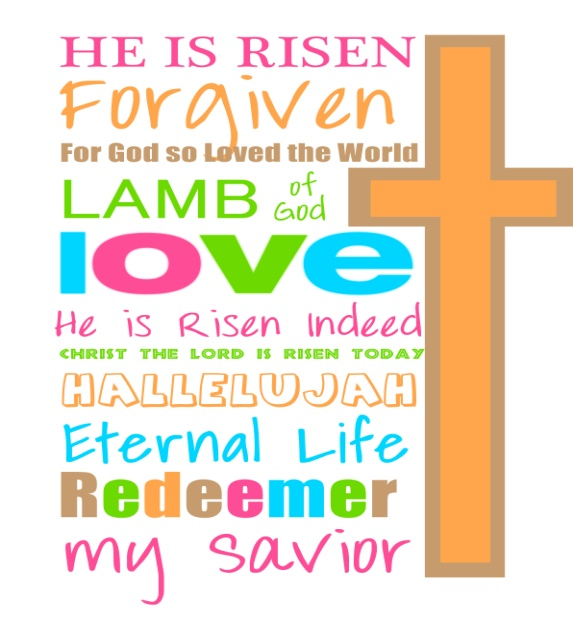 HE IS RISEN
Forgiven
For God so Loved the World
LAMB of God
love
He is Risen Indeed
CHRIST THE LORD IS RISEN TODAY
HALLELUJAH
Eternal Life
Redeemer
my Savior